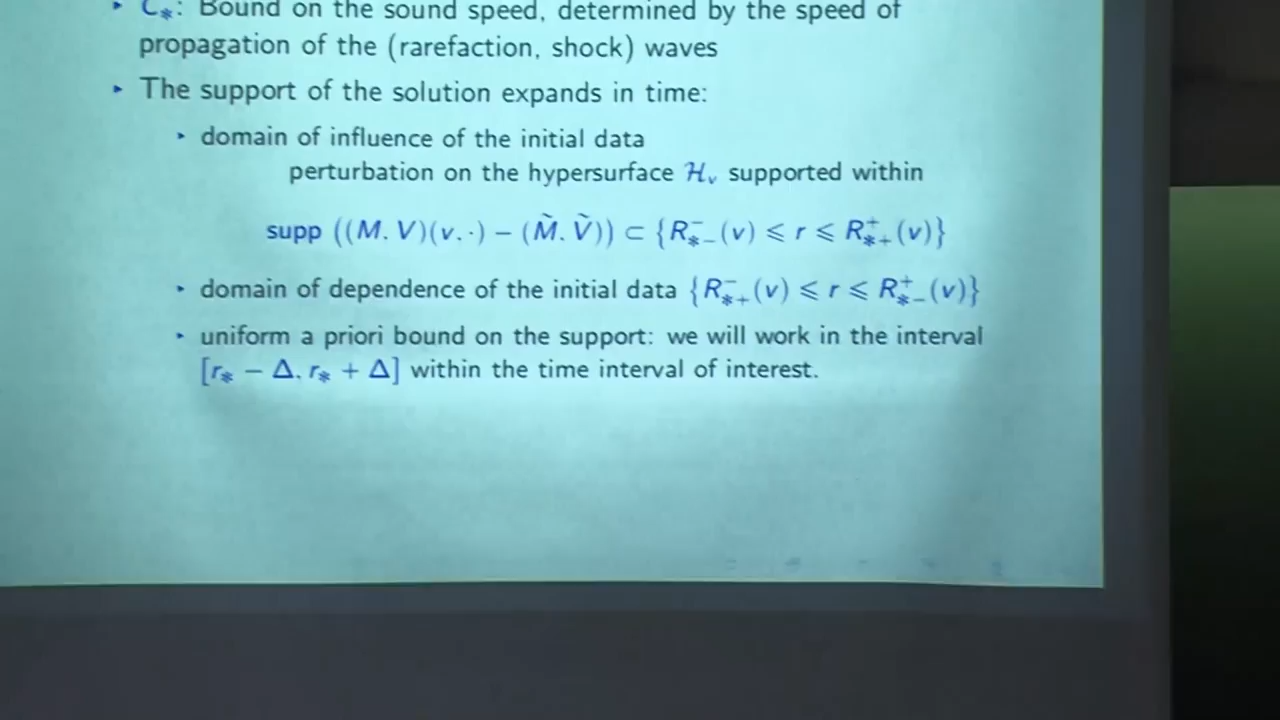 ▸ C∗: Bound on the sound speed, determined by the speed of
propagation of the (rarefaction, shock) waves
▸ The support of the solution expands in time:
▸ domain of influence of the initial data
perturbation on the hypersurface ℋᵥ supported within
supp ((M, V)(v, ·) − (M̃, Ṽ)) ⊂ {R⁻∗−(v) ⩽ r ⩽ R⁺∗+(v)}
▸ domain of dependence of the initial data {R⁻∗+(v) ⩽ r ⩽ R⁺∗−(v)}
▸ uniform a priori bound on the support: we will work in the interval
[r∗ − Δ, r∗ + Δ] within the time interval of interest.